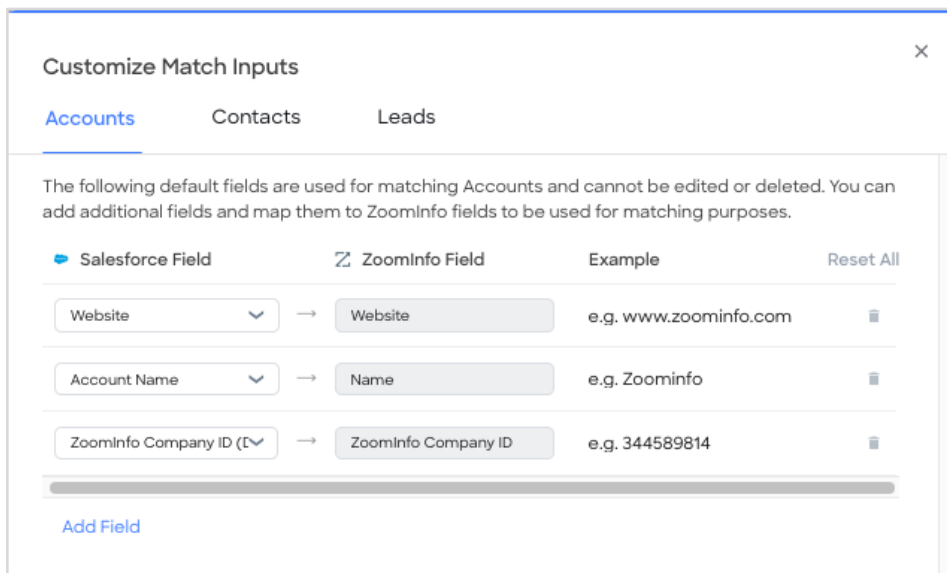 Customize Match Inputs
Accounts Contacts Leads
The following default fields are used for matching Accounts and cannot be edited or deleted. You can
add additional fields and map them to ZoomInfo fields to be used for matching purposes.
Salesforce Field ZoomInfo Field Example Reset All
Website → Website e.g. www.zoominfo.com
Account Name → Name e.g. Zoominfo
ZoomInfo Company ID (D → ZoomInfo Company ID e.g. 344589814
Add Field